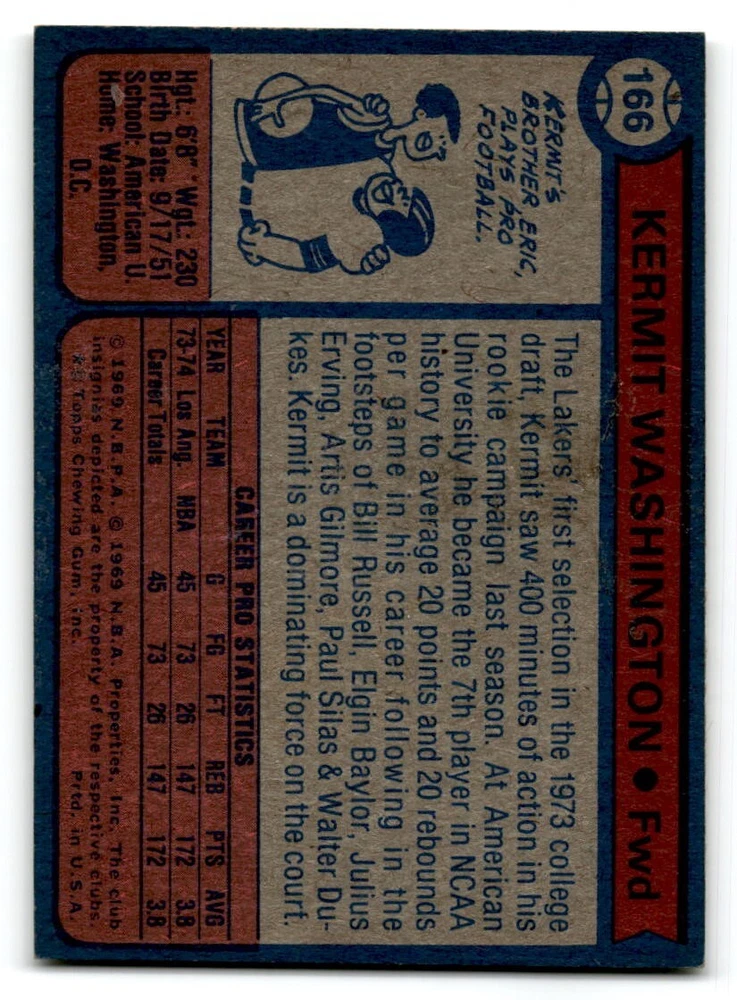 166
KERMIT WASHINGTON • Fwd
KERMIT'S
BROTHER, ERIC,
PLAYS PRO
FOOTBALL.
Hgt.: 6'8" Wgt.: 230
Birth Date: 9/17/51
School: American U.
Home: Washington,
D.C.
The Lakers' first selection in the 1973 college
draft, Kermit saw 400 minutes of action in his
rookie campaign last season. At American
University he became the 7th player in NCAA
history to average 20 points and 20 rebounds
per game in his career following in the
footsteps of Bill Russell, Elgin Baylor, Julius
Erving, Artis Gilmore, Paul Silas & Walter Du-
kes. Kermit is a dominating force on the court.
CAREER PRO STATISTICS
YEAR TEAM G FG FT REB PTS AVG
73-74 Los Ang. NBA 45 73 26 147 172 3.8
Career Totals 45 73 26 147 172 3.8
© 1969 N.B.P.A. © 1969 N.B.A. Properties, Inc. The club
insignias depicted are the property of the respective clubs.
Topps Chewing Gum, Inc. Prtd. in U.S.A.